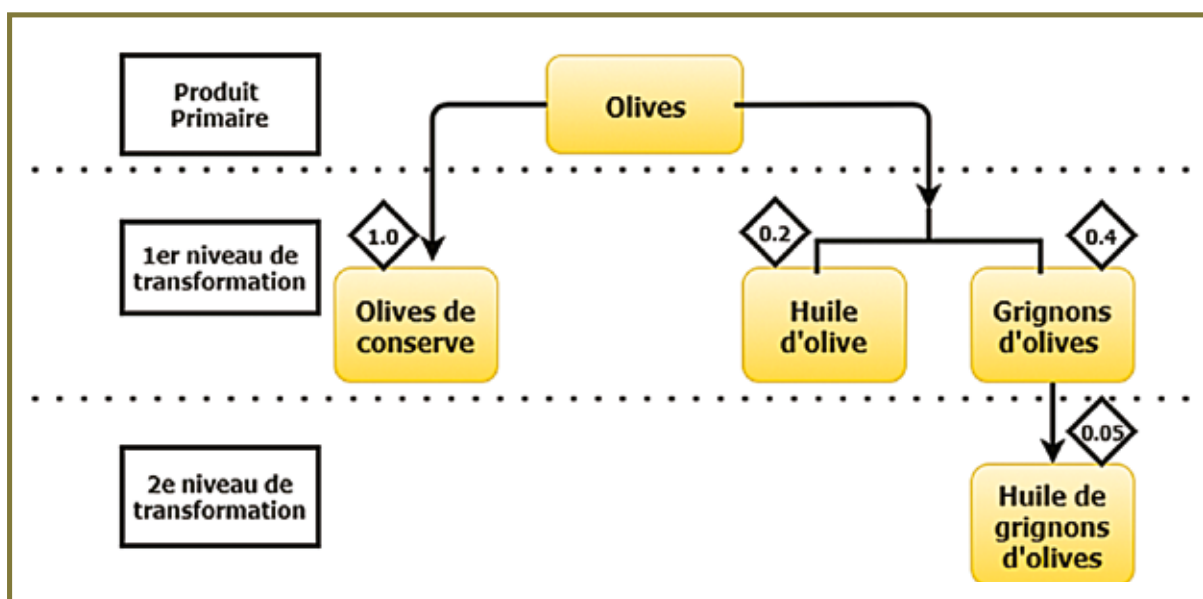 Produit
Primaire
Olives
1er niveau de
transformation
1.0
Olives de
conserve
0.2
Huile
d'olive
0.4
Grignons
d'olives
2e niveau de
transformation
0.05
Huile de
grignons
d'olives